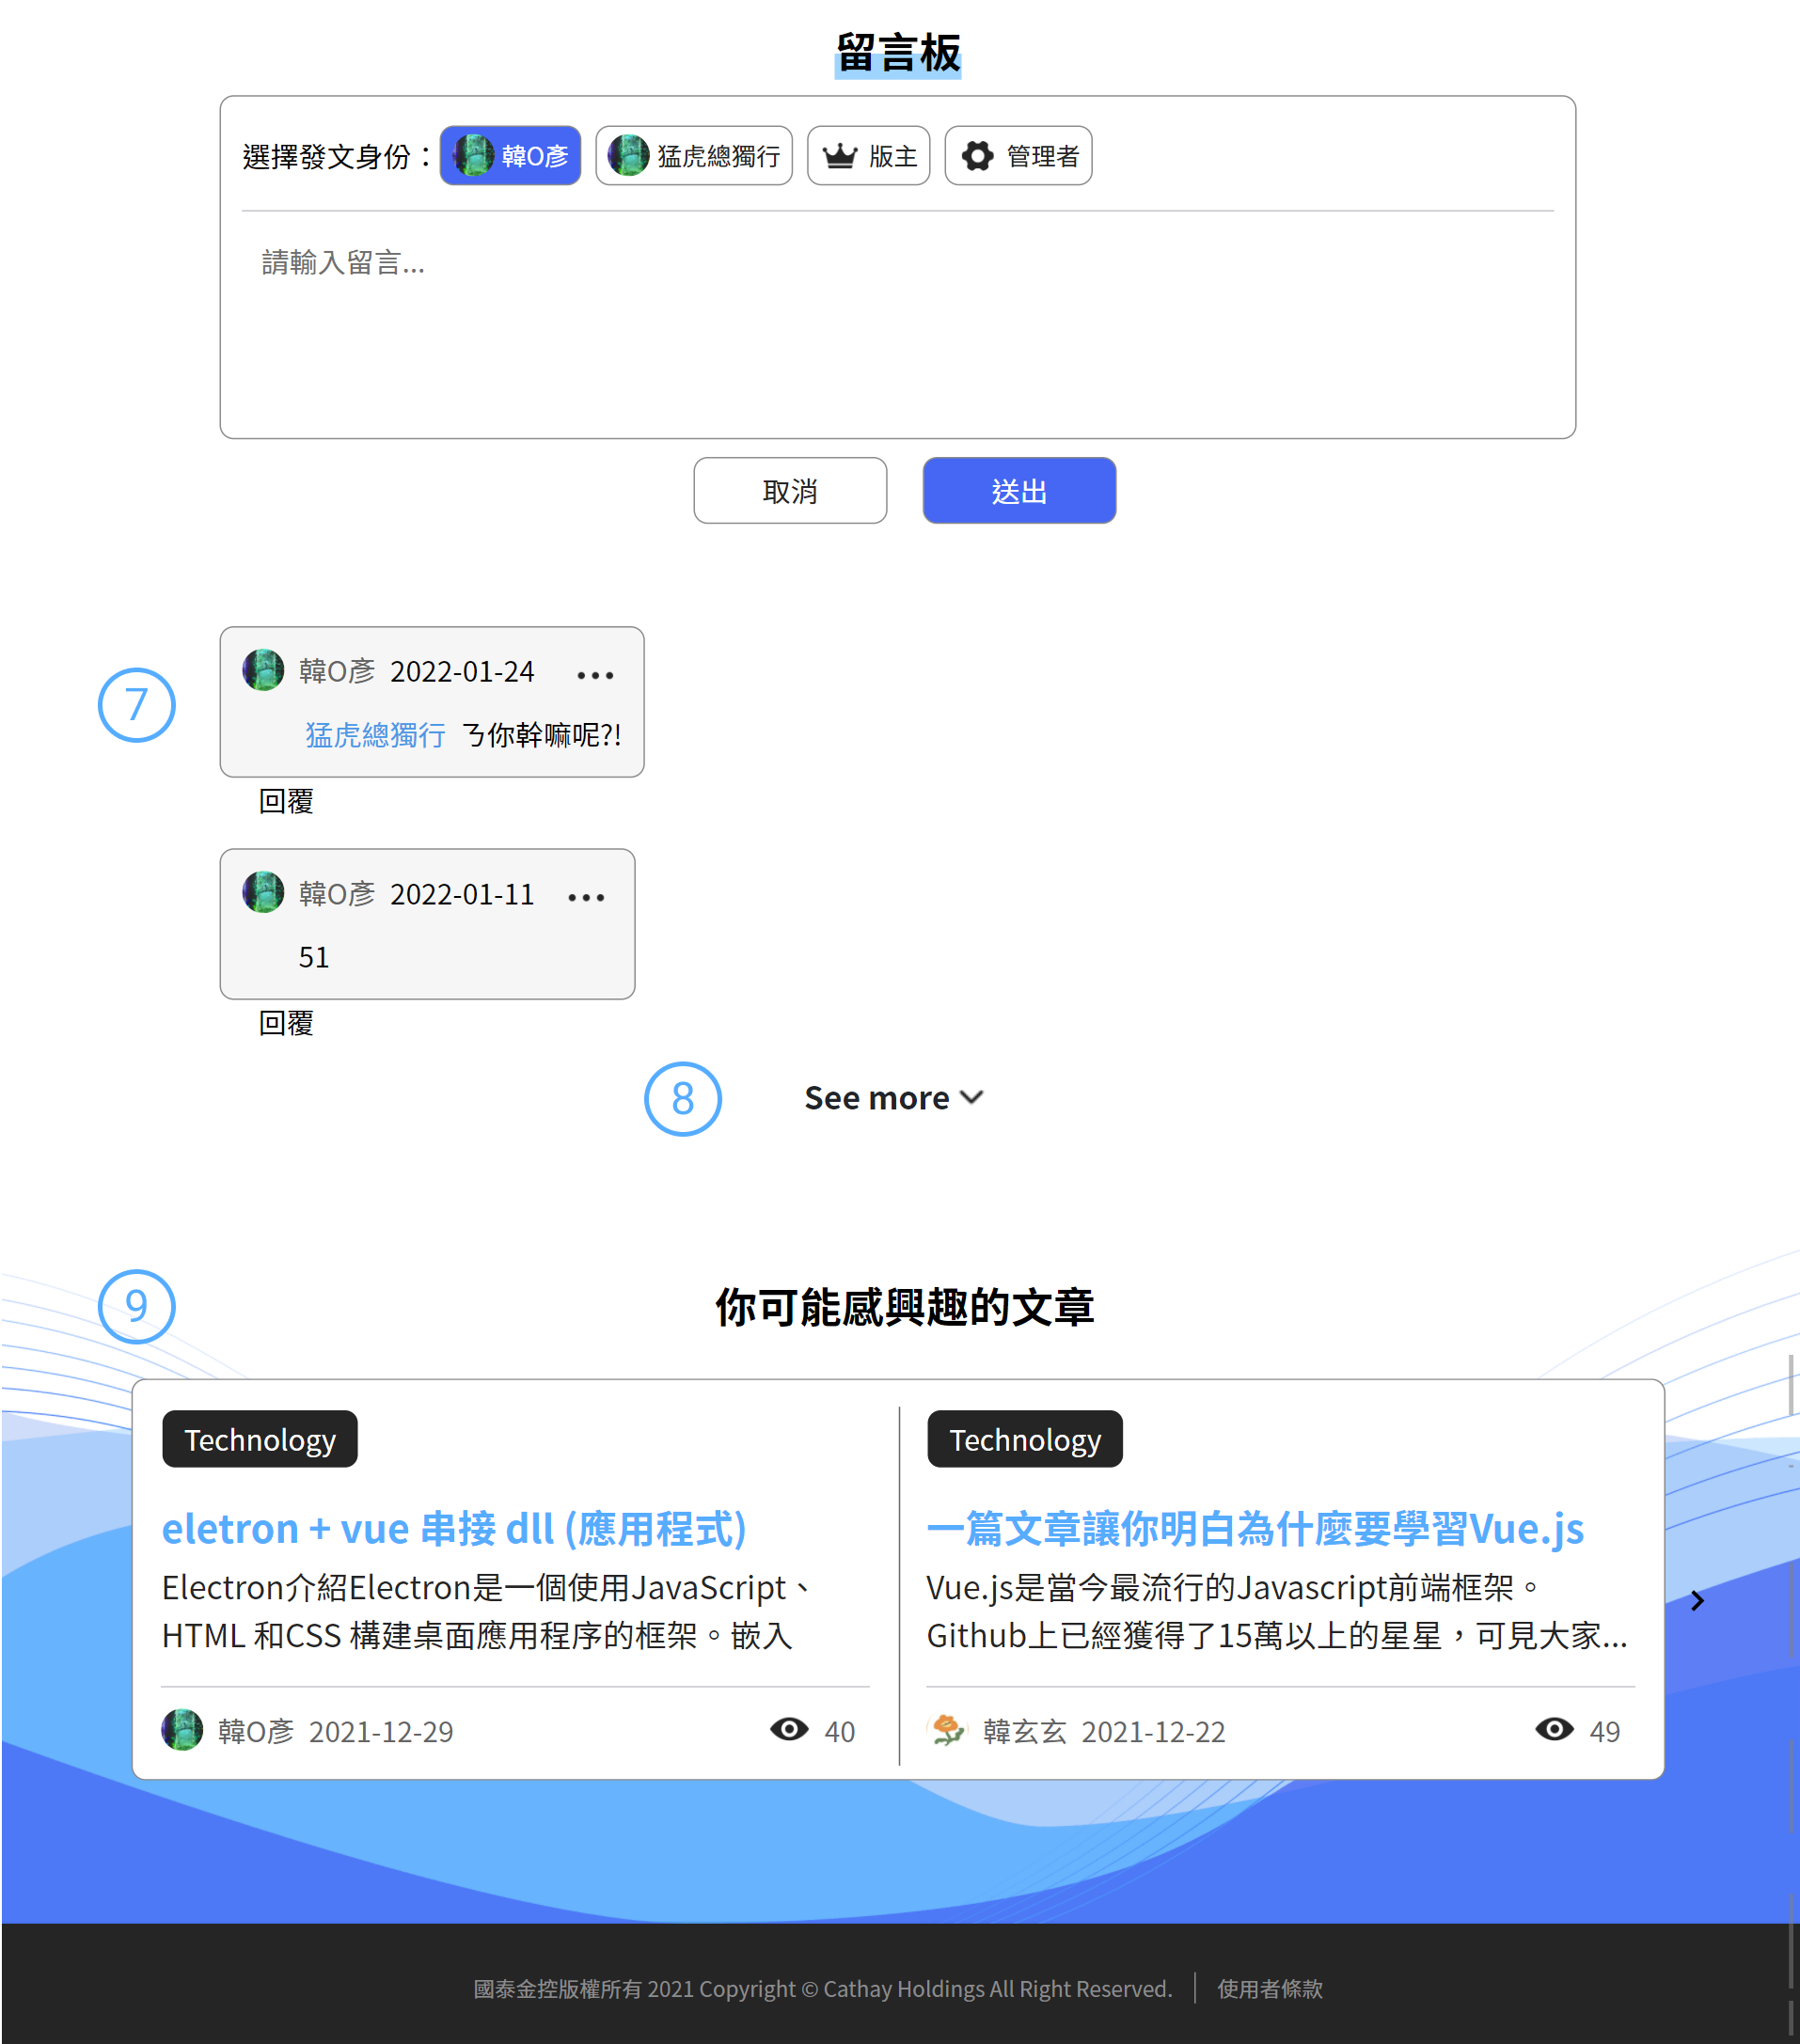 留言板
選擇發文身份： 韓O彥 猛虎總獨行 版主 管理者
請輸入留言...
取消 送出
7
韓O彥 2022-01-24
猛虎總獨行 ㄋ你幹嘛呢?!
回覆
韓O彥 2022-01-11
51
回覆
8 See more
9
你可能感興趣的文章
Technology
eletron + vue 串接 dll (應用程式)
Electron介紹Electron是一個使用JavaScript、
HTML 和CSS 構建桌面應用程序的框架。嵌入
韓O彥 2021-12-29 40
Technology
一篇文章讓你明白為什麼要學習Vue.js
Vue.js是當今最流行的Javascript前端框架。
Github上已經獲得了15萬以上的星星，可見大家...
韓玄玄 2021-12-22 49
國泰金控版權所有 2021 Copyright © Cathay Holdings All Right Reserved. 使用者條款